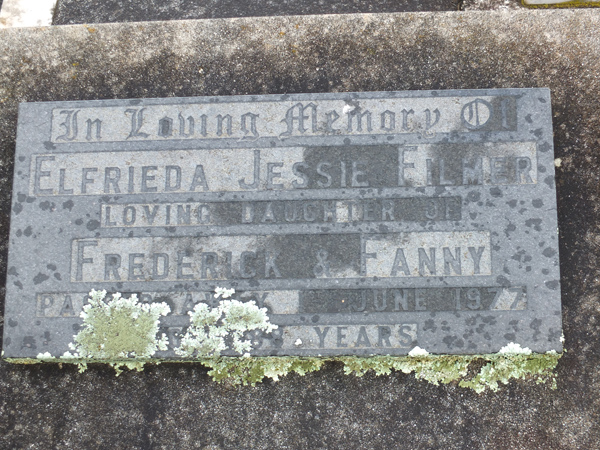 In Loving Memory Of
ELFRIEDA JESSIE FILMER
LOVING DAUGHTER OF
FREDERICK & FANNY
JUNE 1977
YEARS